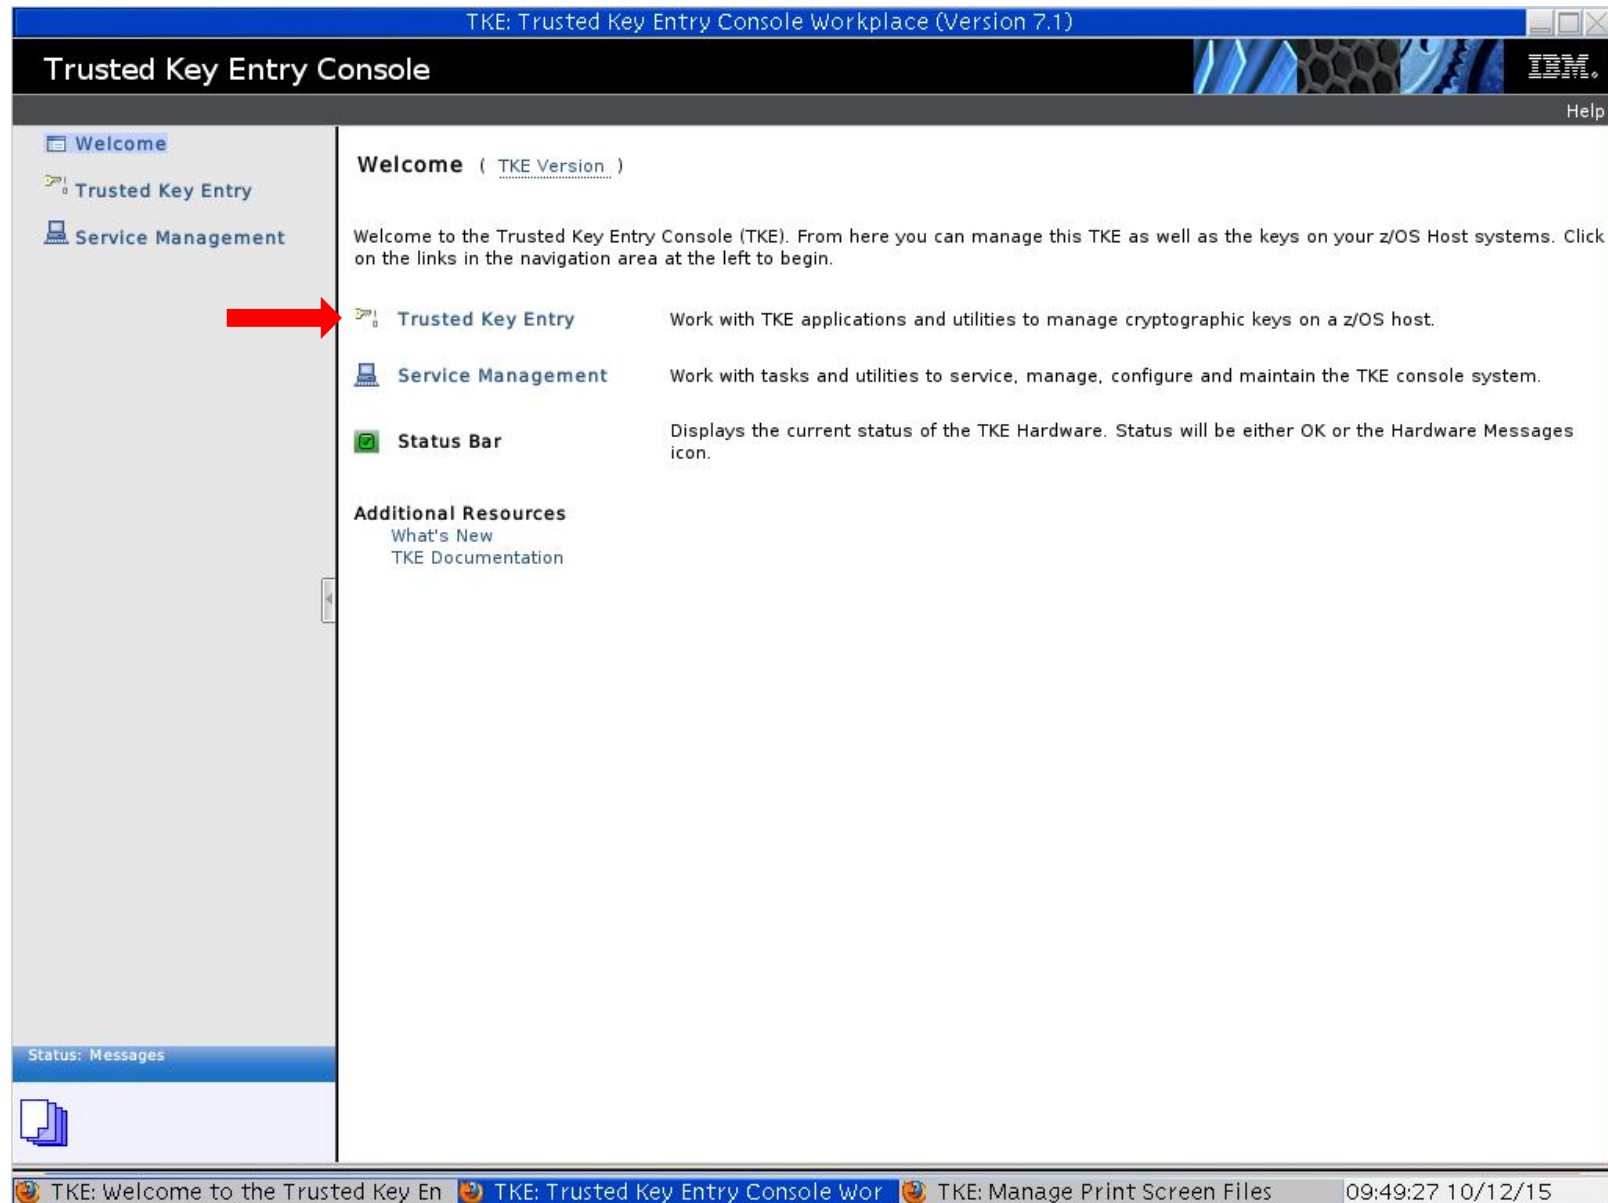 TKE: Trusted Key Entry Console Workplace (Version 7.1)
Trusted Key Entry Console
IBM.
Help
Welcome
Trusted Key Entry
Service Management
Welcome ( TKE Version )
Welcome to the Trusted Key Entry Console (TKE). From here you can manage this TKE as well as the keys on your z/OS Host systems. Click
on the links in the navigation area at the left to begin.
Trusted Key Entry Work with TKE applications and utilities to manage cryptographic keys on a z/OS host.
Service Management Work with tasks and utilities to service, manage, configure and maintain the TKE console system.
Status Bar Displays the current status of the TKE Hardware. Status will be either OK or the Hardware Messages
icon.
Additional Resources
What's New
TKE Documentation
Status: Messages
TKE: Welcome to the Trusted Key En TKE: Trusted Key Entry Console Wor TKE: Manage Print Screen Files 09:49:27 10/12/15